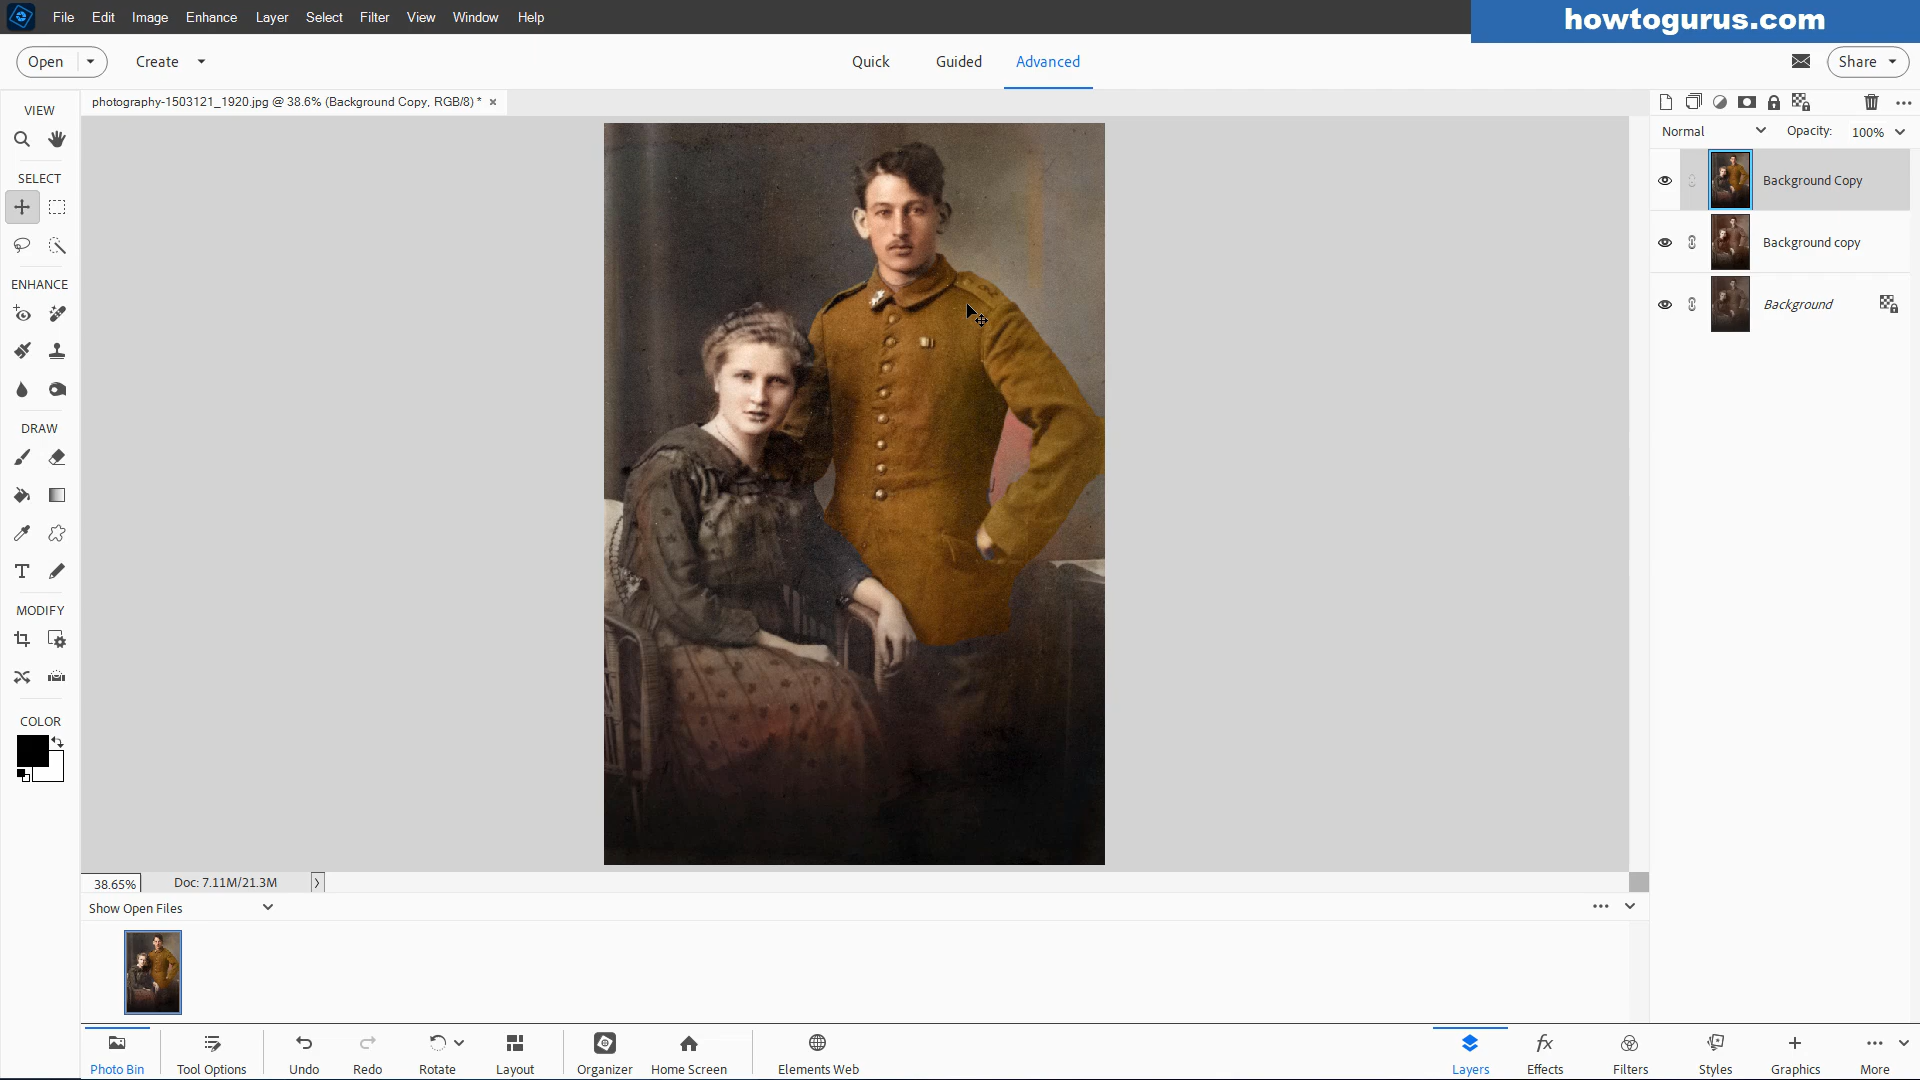 File Edit Image Enhance Layer Select Filter View Window Help
howtogurus.com
Open Create Quick Guided Advanced Share
VIEW
photography-1503121_1920.jpg @ 38.6% (Background Copy, RGB/8) *
Normal Opacity: 100%
SELECT
Background Copy
Background copy
ENHANCE
Background
DRAW
T
MODIFY
COLOR
38.65% Doc: 7.11M/21.3M
Show Open Files
Photo Bin Tool Options Undo Redo Rotate Layout Organizer Home Screen Elements Web Layers fx Effects Filters Styles Graphics More